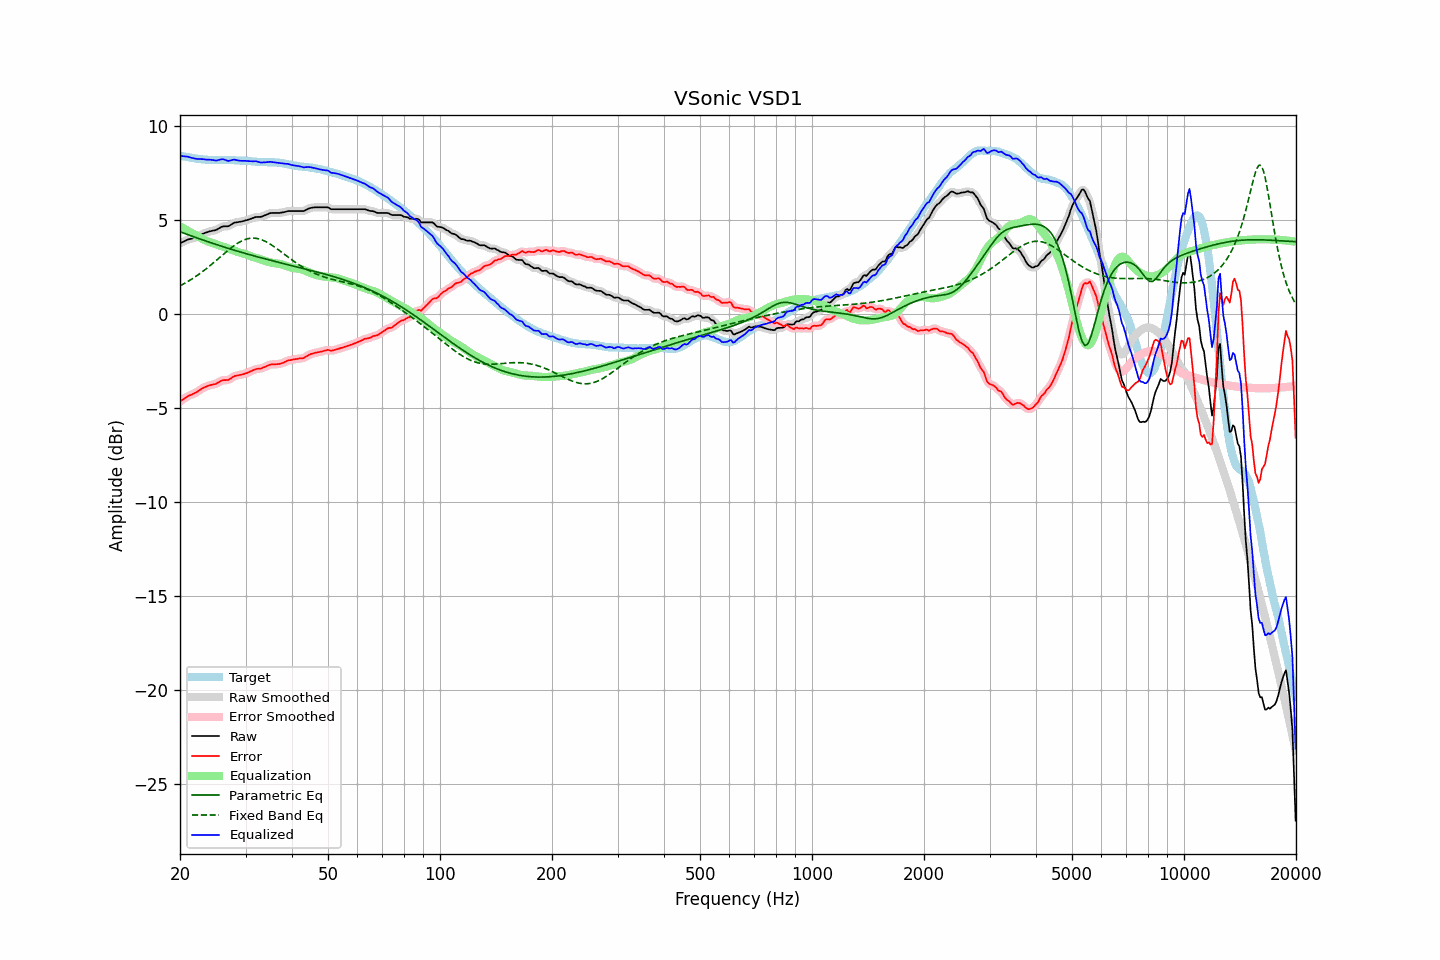 VSonic VSD1
10
5
0
−5
−10
−15
−20
−25
Amplitude (dBr)
Target
Raw Smoothed
Error Smoothed
Raw
Error
Equalization
Parametric Eq
Fixed Band Eq
Equalized
20 50 100 200 500 1000 2000 5000 10000 20000
Frequency (Hz)